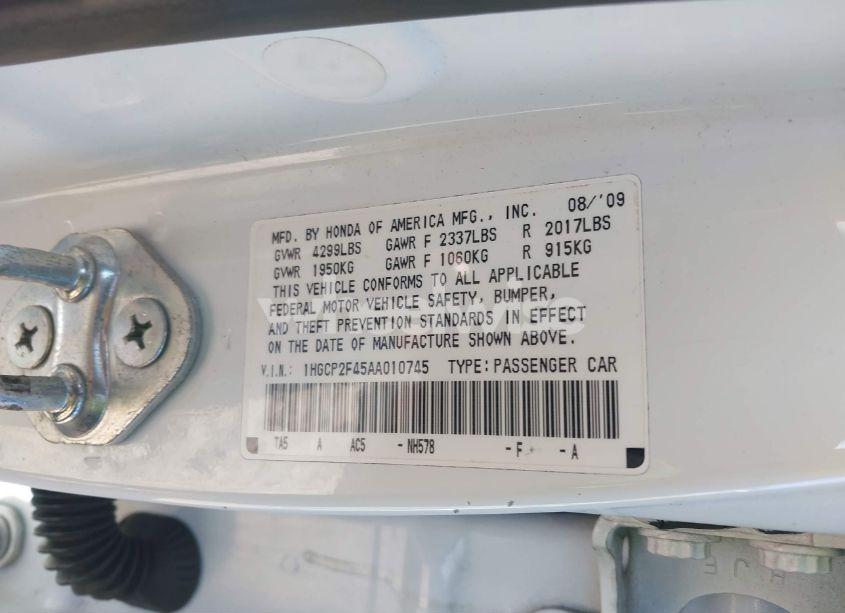 MFD. BY HONDA OF AMERICA MFG., INC. 08/'09
GVWR 4299LBS GAWR F 2337LBS R 2017LBS
GVWR 1950KG GAWR F 1060KG R 915KG
THIS VEHICLE CONFORMS TO ALL APPLICABLE
FEDERAL MOTOR VEHICLE SAFETY, BUMPER,
AND THEFT PREVENTION STANDARDS IN EFFECT
ON THE DATE OF MANUFACTURE SHOWN ABOVE.
V.I.N.: 1HGCP2F45AA010745 TYPE: PASSENGER CAR
TA5 A AC5 -NH578 -F -A